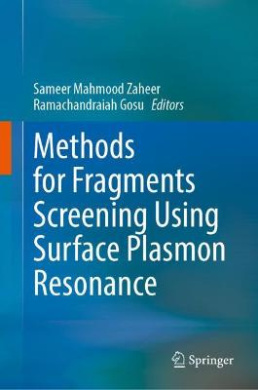 Sameer Mahmood Zaheer
Ramachandraiah Gosu Editors
Methods
for Fragments
Screening Using
Surface Plasmon
Resonance
Springer